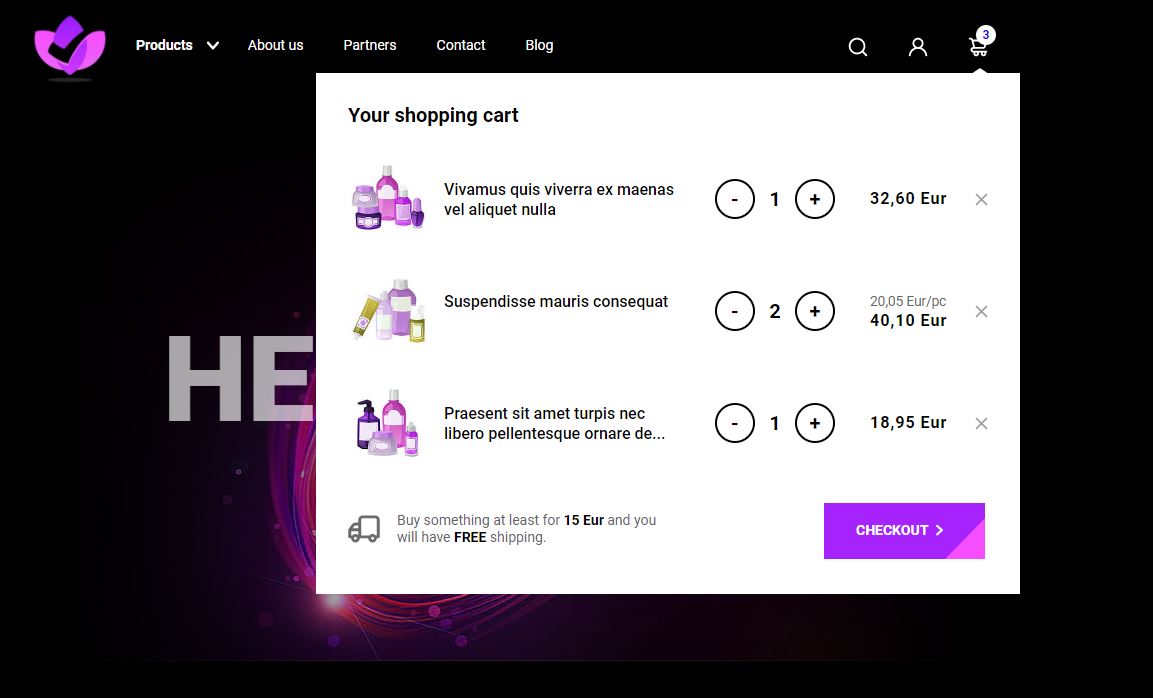 Products About us Partners Contact Blog
3
Your shopping cart
Vivamus quis viverra ex maenas
vel aliquet nulla
- 1 + 32,60 Eur
Suspendisse mauris consequat
- 2 + 20,05 Eur/pc
40,10 Eur
Praesent sit amet turpis nec
libero pellentesque ornare de...
- 1 + 18,95 Eur
HE
Buy something at least for 15 Eur and you
will have FREE shipping.
CHECKOUT >